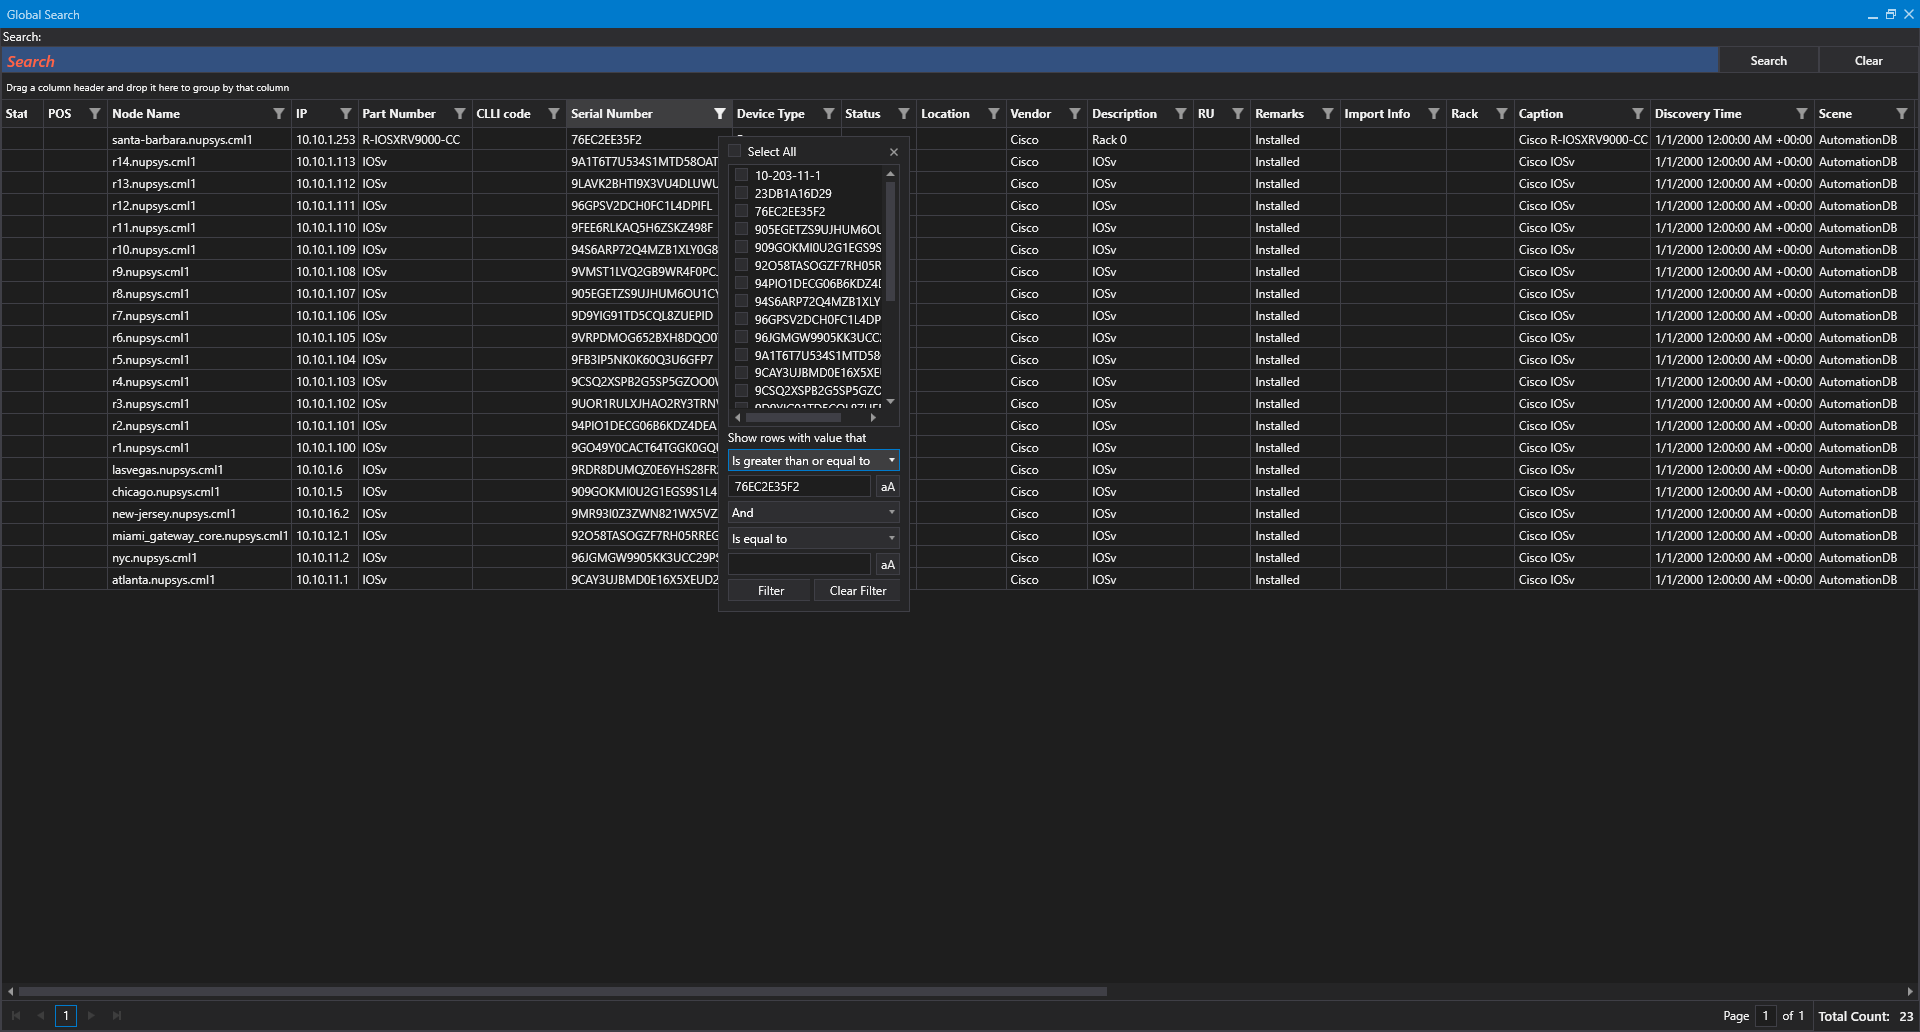 Global Search
Search:
Search Search Clear
Drag a column header and drop it here to group by that column
Stat POS Node Name IP Part Number CLLI code Serial Number Device Type Status Location Vendor Description RU Remarks Import Info Rack Caption Discovery Time Scene
santa-barbara.nupsys.cml1 10.10.1.253 R-IOSXRV9000-CC 76EC2EE35F2 Cisco Rack 0 Installed Cisco R-IOSXRV9000-CC 1/1/2000 12:00:00 AM +00:00 AutomationDB
r14.nupsys.cml1 10.10.1.113 IOSv 9A1T6T7U534S1MTD58OAT Cisco IOSv Installed Cisco IOSv 1/1/2000 12:00:00 AM +00:00 AutomationDB
r13.nupsys.cml1 10.10.1.112 IOSv 9LAVK2BHTI9X3VU4DLUWU Cisco IOSv Installed Cisco IOSv 1/1/2000 12:00:00 AM +00:00 AutomationDB
r12.nupsys.cml1 10.10.1.111 IOSv 96GPSV2DCH0FC1L4DPIFL Cisco IOSv Installed Cisco IOSv 1/1/2000 12:00:00 AM +00:00 AutomationDB
r11.nupsys.cml1 10.10.1.110 IOSv 9FEE6RLKAQ5H6ZSKZ498F Cisco IOSv Installed Cisco IOSv 1/1/2000 12:00:00 AM +00:00 AutomationDB
r10.nupsys.cml1 10.10.1.109 IOSv 94S6ARP72Q4MZB1XLY0G8 Cisco IOSv Installed Cisco IOSv 1/1/2000 12:00:00 AM +00:00 AutomationDB
r9.nupsys.cml1 10.10.1.108 IOSv 9VMST1LVQ2GB9WR4F0PC Cisco IOSv Installed Cisco IOSv 1/1/2000 12:00:00 AM +00:00 AutomationDB
r8.nupsys.cml1 10.10.1.107 IOSv 905EGETZS9UJHUM6OU1CY Cisco IOSv Installed Cisco IOSv 1/1/2000 12:00:00 AM +00:00 AutomationDB
r7.nupsys.cml1 10.10.1.106 IOSv 9D9YIG91TD5CQL8ZUEPID Cisco IOSv Installed Cisco IOSv 1/1/2000 12:00:00 AM +00:00 AutomationDB
r6.nupsys.cml1 10.10.1.105 IOSv 9VRPDMOG652BXH8DQO0 Cisco IOSv Installed Cisco IOSv 1/1/2000 12:00:00 AM +00:00 AutomationDB
r5.nupsys.cml1 10.10.1.104 IOSv 9FB3IP5NK0K60Q3U6GFP7 Cisco IOSv Installed Cisco IOSv 1/1/2000 12:00:00 AM +00:00 AutomationDB
r4.nupsys.cml1 10.10.1.103 IOSv 9CSQ2XSPB2G5SP5GZOO0 Cisco IOSv Installed Cisco IOSv 1/1/2000 12:00:00 AM +00:00 AutomationDB
r3.nupsys.cml1 10.10.1.102 IOSv 9UOR1RULXJHAO2RY3TRN Cisco IOSv Installed Cisco IOSv 1/1/2000 12:00:00 AM +00:00 AutomationDB
r2.nupsys.cml1 10.10.1.101 IOSv 94PIO1DECG06B6KDZ4DEA Cisco IOSv Installed Cisco IOSv 1/1/2000 12:00:00 AM +00:00 AutomationDB
r1.nupsys.cml1 10.10.1.100 IOSv 9GO49Y0CACT64TGGK0GQ Cisco IOSv Installed Cisco IOSv 1/1/2000 12:00:00 AM +00:00 AutomationDB
lasvegas.nupsys.cml1 10.10.1.6 IOSv 9RDR8DUMQZ0E6YHS28FR Cisco IOSv Installed Cisco IOSv 1/1/2000 12:00:00 AM +00:00 AutomationDB
chicago.nupsys.cml1 10.10.1.5 IOSv 909GOKMI0U2G1EGS9S1L4 Cisco IOSv Installed Cisco IOSv 1/1/2000 12:00:00 AM +00:00 AutomationDB
new-jersey.nupsys.cml1 10.10.16.2 IOSv 9MR93I0Z3ZWN821WX5VZ Cisco IOSv Installed Cisco IOSv 1/1/2000 12:00:00 AM +00:00 AutomationDB
miami_gateway_core.nupsys.cml1 10.10.12.1 IOSv 92O58TASOGZF7RH05RREG Cisco IOSv Installed Cisco IOSv 1/1/2000 12:00:00 AM +00:00 AutomationDB
nyc.nupsys.cml1 10.10.11.2 IOSv 96JGMGW9905KK3UCC29PS Cisco IOSv Installed Cisco IOSv 1/1/2000 12:00:00 AM +00:00 AutomationDB
atlanta.nupsys.cml1 10.10.11.1 IOSv 9CAY3UJBMD0E16X5XEUD2 Cisco IOSv Installed Cisco IOSv 1/1/2000 12:00:00 AM +00:00 AutomationDB
Select All
10-203-11-1
23DB1A16D29
76EC2EE35F2
905EGETZS9UJHUM6OU
909GOKMI0U2G1EGS9S
92O58TASOGZF7RH05R
94PIO1DECG06B6KDZ4
94S6ARP72Q4MZB1XLY
96GPSV2DCH0FC1L4DP
96JGMGW9905KK3UCC
9A1T6T7U534S1MTD58
9CAY3UJBMD0E16X5XE
9CSQ2XSPB2G5SP5GZO
Show rows with value that
Is greater than or equal to
76EC2E35F2 aA
And
Is equal to
aA
Filter Clear Filter
1 Page 1 of 1 Total Count: 23